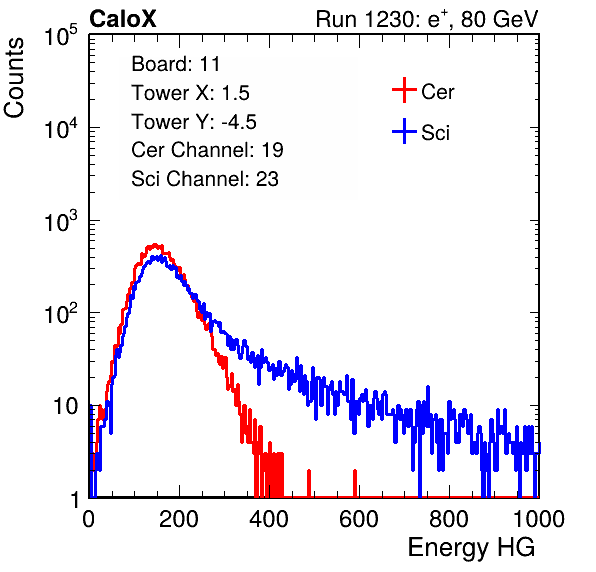 CaloX Run 1230: e⁺, 80 GeV
Counts
Board: 11
Tower X: 1.5
Tower Y: -4.5
Cer Channel: 19
Sci Channel: 23
Cer
Sci
10⁵
10⁴
10³
10²
10
1
0 200 400 600 800 1000
Energy HG